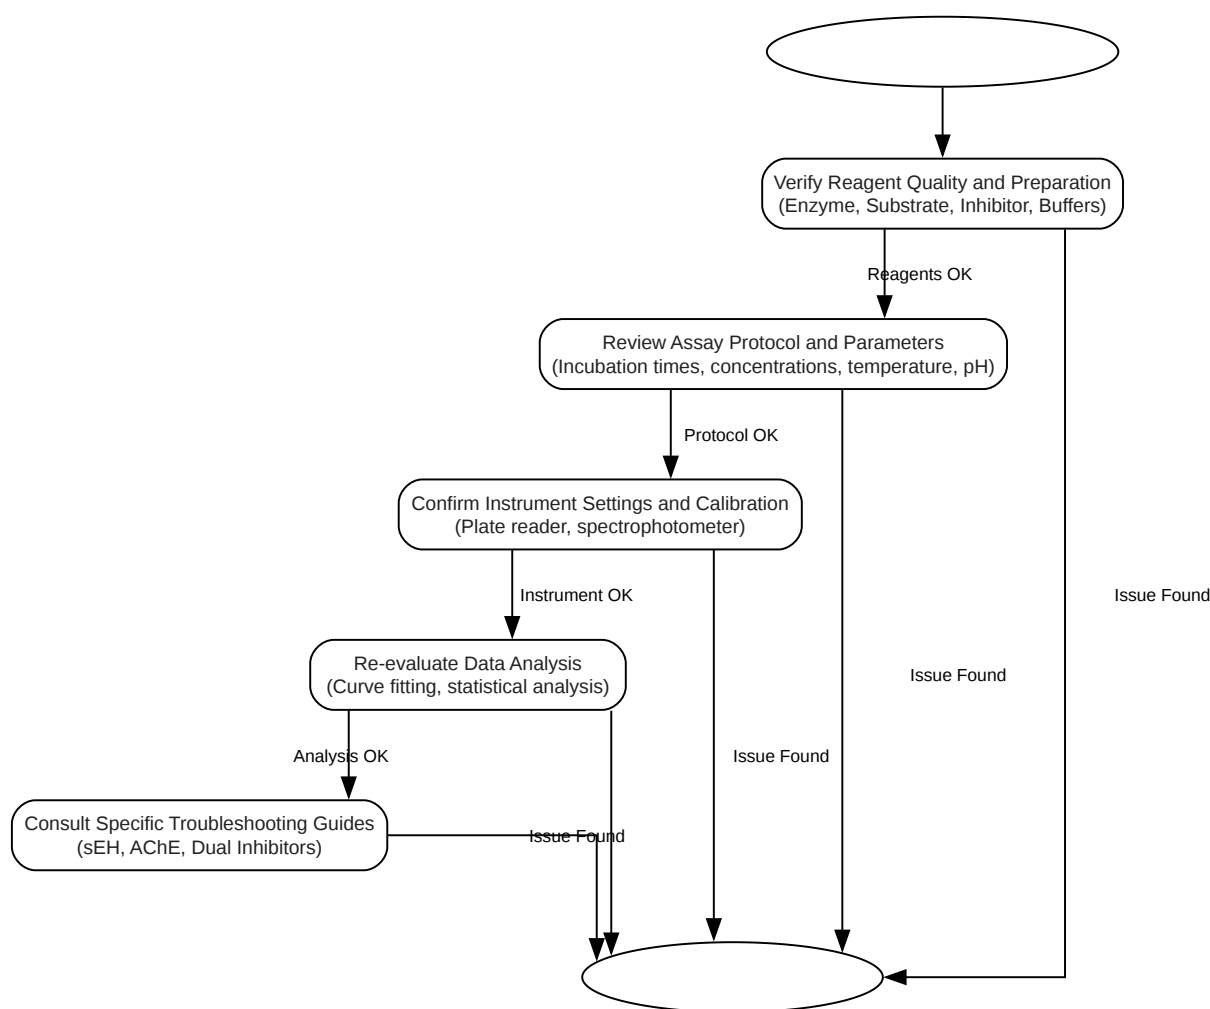 Verify Reagent Quality and Preparation
(Enzyme, Substrate, Inhibitor, Buffers)
Reagents OK
Review Assay Protocol and Parameters
(Incubation times, concentrations, temperature, pH)
Protocol OK
Confirm Instrument Settings and Calibration
(Plate reader, spectrophotometer)
Instrument OK
Issue Found
Re-evaluate Data Analysis
(Curve fitting, statistical analysis)
Issue Found
Analysis OK
Issue Found
Consult Specific Troubleshooting Guides
(sEH, AChE, Dual Inhibitors)
Issue Found